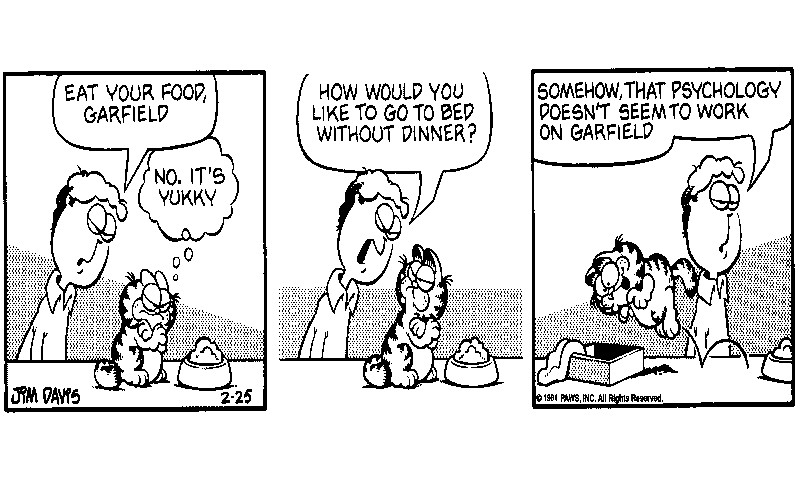 EAT YOUR FOOD,
GARFIELD
NO. IT'S
YUKKY
JIM DAVIS
2-25
HOW WOULD YOU
LIKE TO GO TO BED
WITHOUT DINNER?
SOMEHOW, THAT PSYCHOLOGY
DOESN'T SEEM TO WORK
ON GARFIELD
© 1981 PAWS, INC. All Rights Reserved.